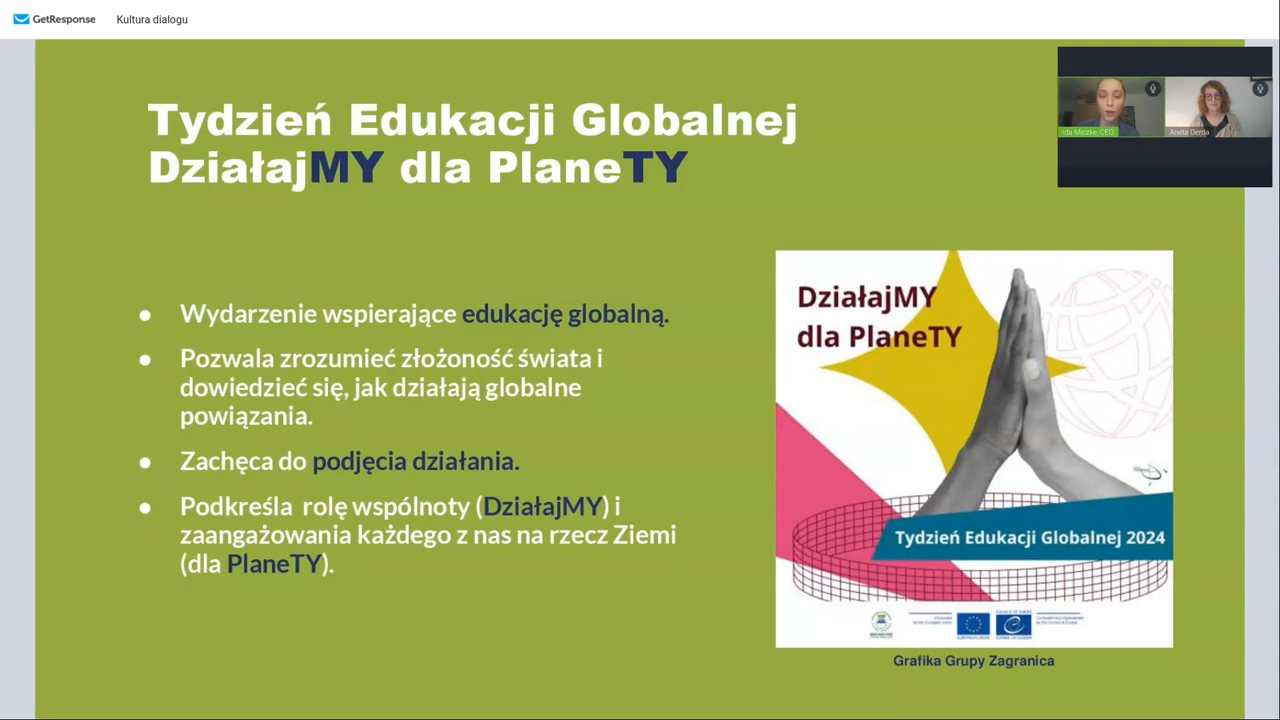 GetResponse
Kultura dialogu
Tydzień Edukacji Globalnej
DziałajMY dla PlaneTY
Ida Miczke, CEO
Aneta Derda
● Wydarzenie wspierające edukację globalną.
● Pozwala zrozumieć złożoność świata i
dowiedzieć się, jak działają globalne
powiązania.
● Zachęca do podjęcia działania.
● Podkreśla rolę wspólnoty (DziałajMY) i
zaangażowania każdego z nas na rzecz Ziemi
(dla PlaneTY).
DziałajMY
dla PlaneTY
Tydzień Edukacji Globalnej 2024
Grafika Grupy Zagranica